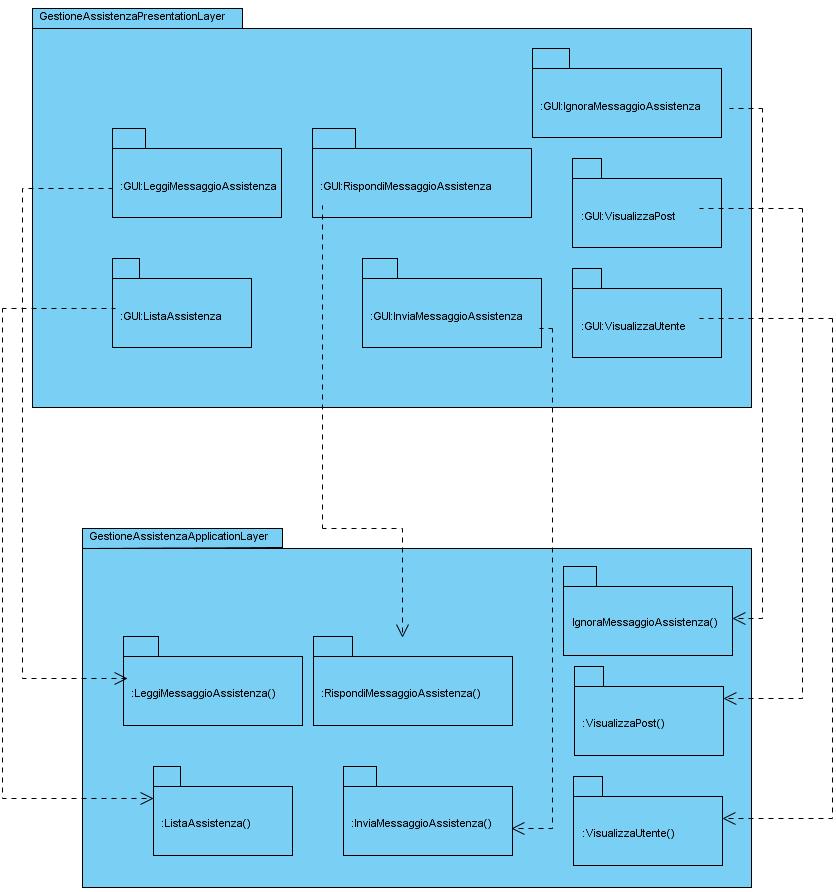 GestioneAssistenzaPresentationLayer
:GUI:IgnoraMessaggioAssistenza
:GUI:LeggiMessaggioAssistenza
:GUI:RispondiMessaggioAssistenza
:GUI:VisualizzaPost
:GUI:ListaAssistenza
:GUI:InviaMessaggioAssistenza
:GUI:VisualizzaUtente
GestioneAssistenzaApplicationLayer
IgnoraMessaggioAssistenza()
:LeggiMessaggioAssistenza()
:RispondiMessaggioAssistenza()
:VisualizzaPost()
:ListaAssistenza()
:InviaMessaggioAssistenza()
:VisualizzaUtente()